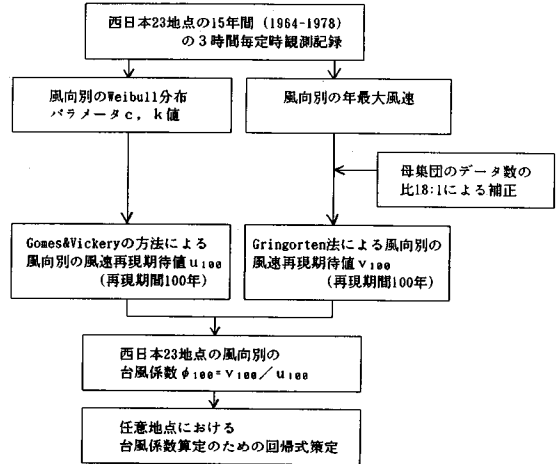 西日本23地点の15年間（1964-1978）
の３時間毎定時観測記録
風向別のWeibull分布
パラメータｃ，ｋ値
風向別の年最大風速
母集団のデータ数の
比18:1による補正
Gomes&Vickeryの方法による
風向別の風速再現期待値u₁₀₀
（再現期間100年）
Gringorten法による風向別の
風速再現期待値v₁₀₀
（再現期間100年）
西日本23地点の風向別の
台風係数φ₁₀₀=v₁₀₀／u₁₀₀
任意地点における
台風係数算定のための回帰式策定